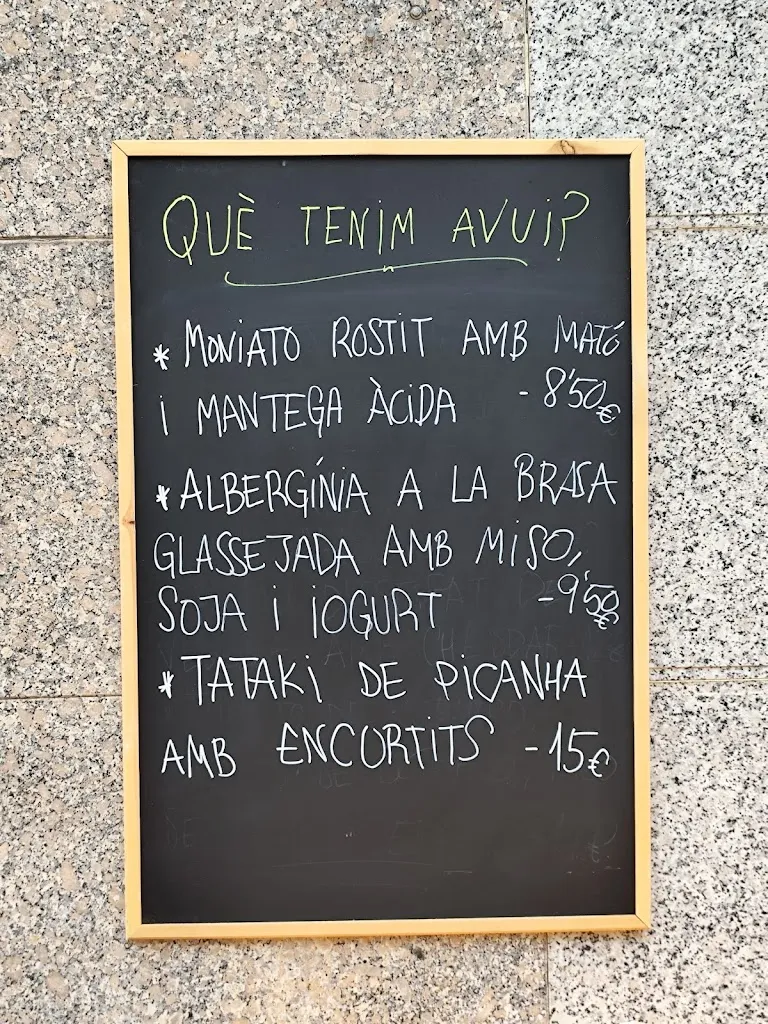 QUÈ TENIM AVUI?
* MONIATO ROSTIT AMB MATÓ
I MANTEGA ÀCIDA - 8'50€
* ALBERGÍNIA A LA BRASA
GLASSEJADA AMB MISO,
SOJA I IOGURT - 9'50€
* TATAKI DE PICANHA
AMB ENCORTITS - 15€